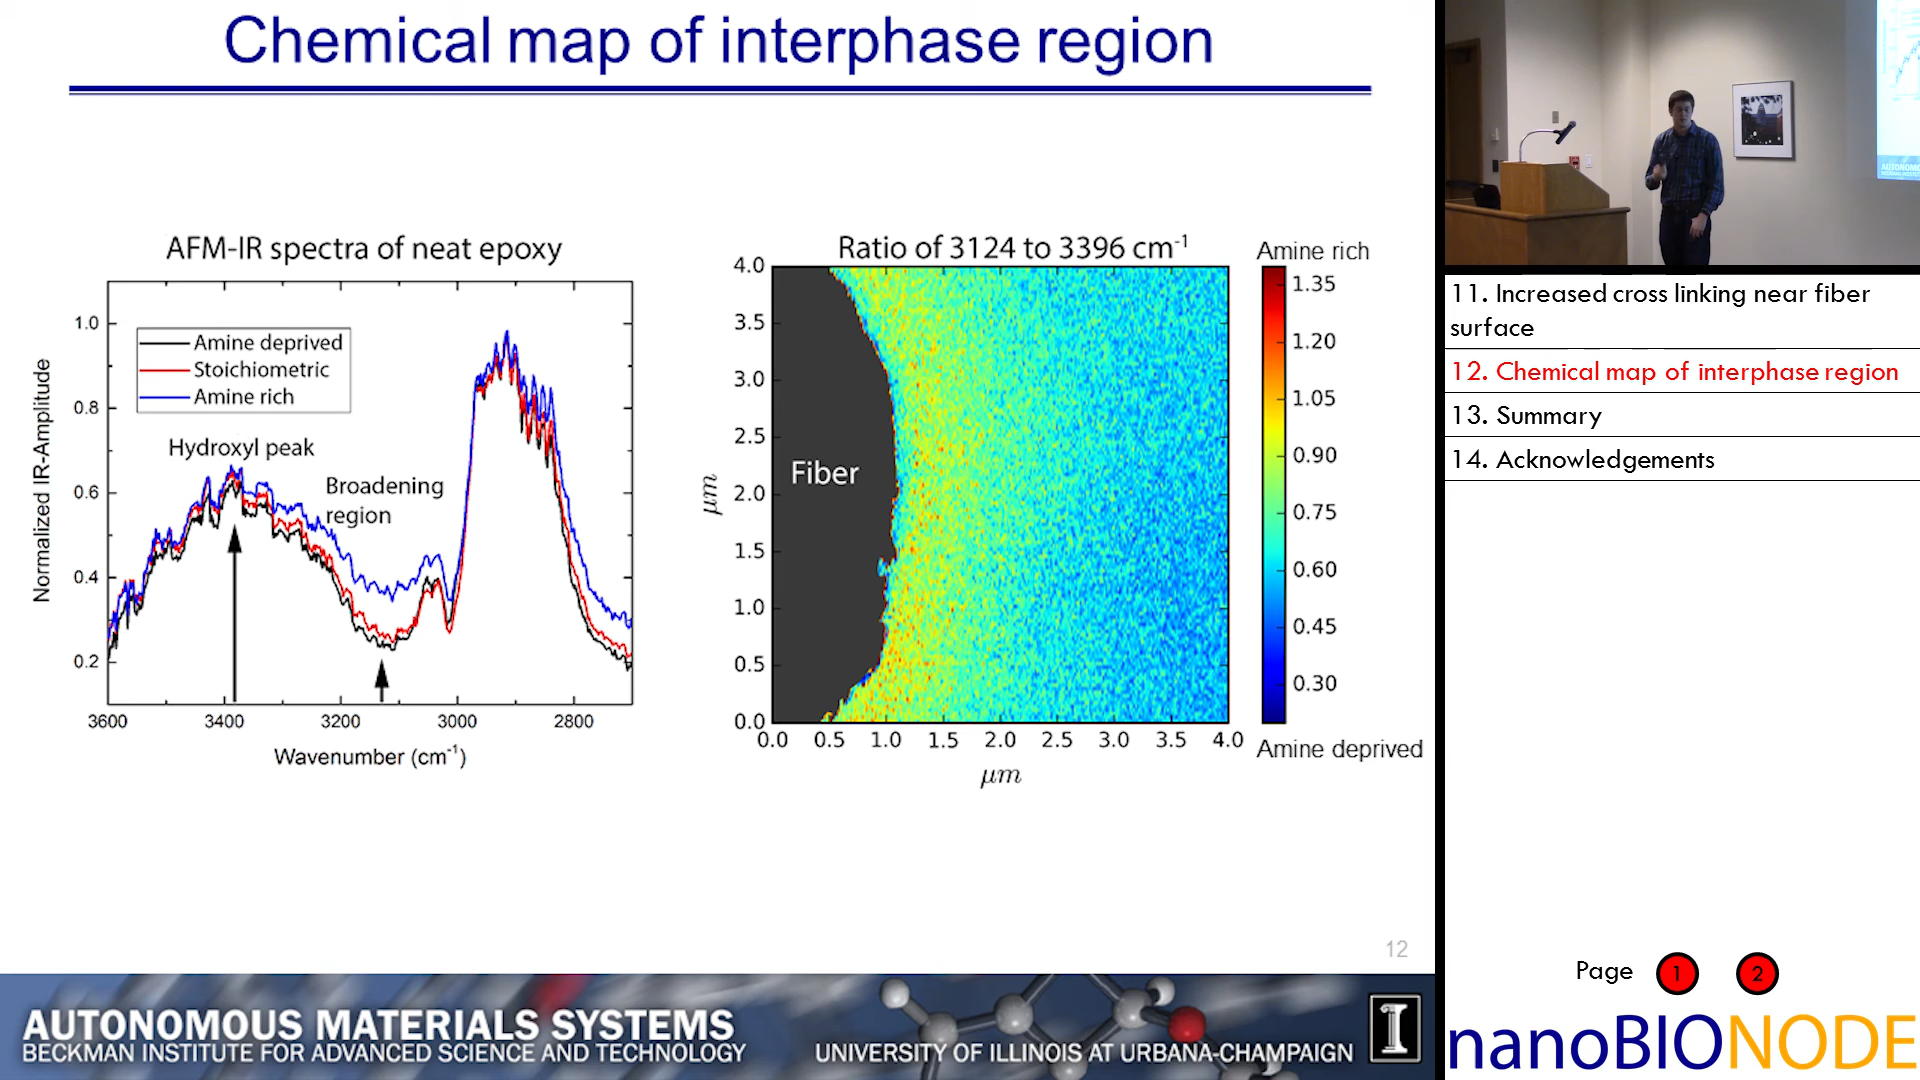 Chemical map of interphase region
AFM-IR spectra of neat epoxy
Normalized IR-Amplitude
1.0
0.8
0.6
0.4
0.2
Amine deprived
Stoichiometric
Amine rich
Hydroxyl peak
Broadening
region
3600
3400
3200
3000
2800
Wavenumber (cm-1)
Ratio of 3124 to 3396 cm-1
μm
4.0
3.5
3.0
2.5
2.0
1.5
1.0
0.5
0.0
Fiber
0.0
0.5
1.0
1.5
2.0
2.5
3.0
3.5
4.0
μm
Amine rich
1.35
1.20
1.05
0.90
0.75
0.60
0.45
0.30
Amine deprived
12
AUTONOMOUS MATERIALS SYSTEMS
BECKMAN INSTITUTE FOR ADVANCED SCIENCE AND TECHNOLOGY
UNIVERSITY OF ILLINOIS AT URBANA-CHAMPAIGN
I
11. Increased cross linking near fiber
surface
12. Chemical map of interphase region
13. Summary
14. Acknowledgements
Page 1 2
nanoBIONODE